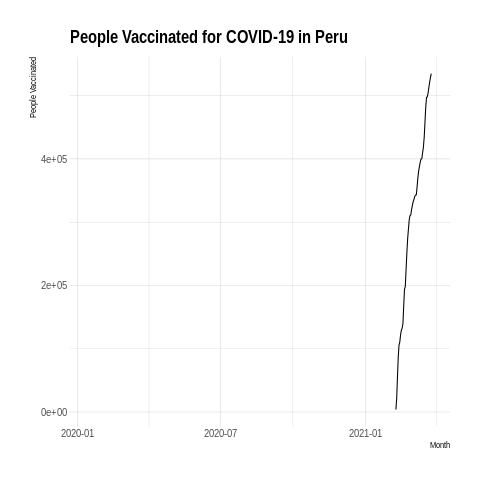 People Vaccinated for COVID-19 in Peru
People Vaccinated
4e+05
2e+05
0e+00
2020-01 2020-07 2021-01
Month